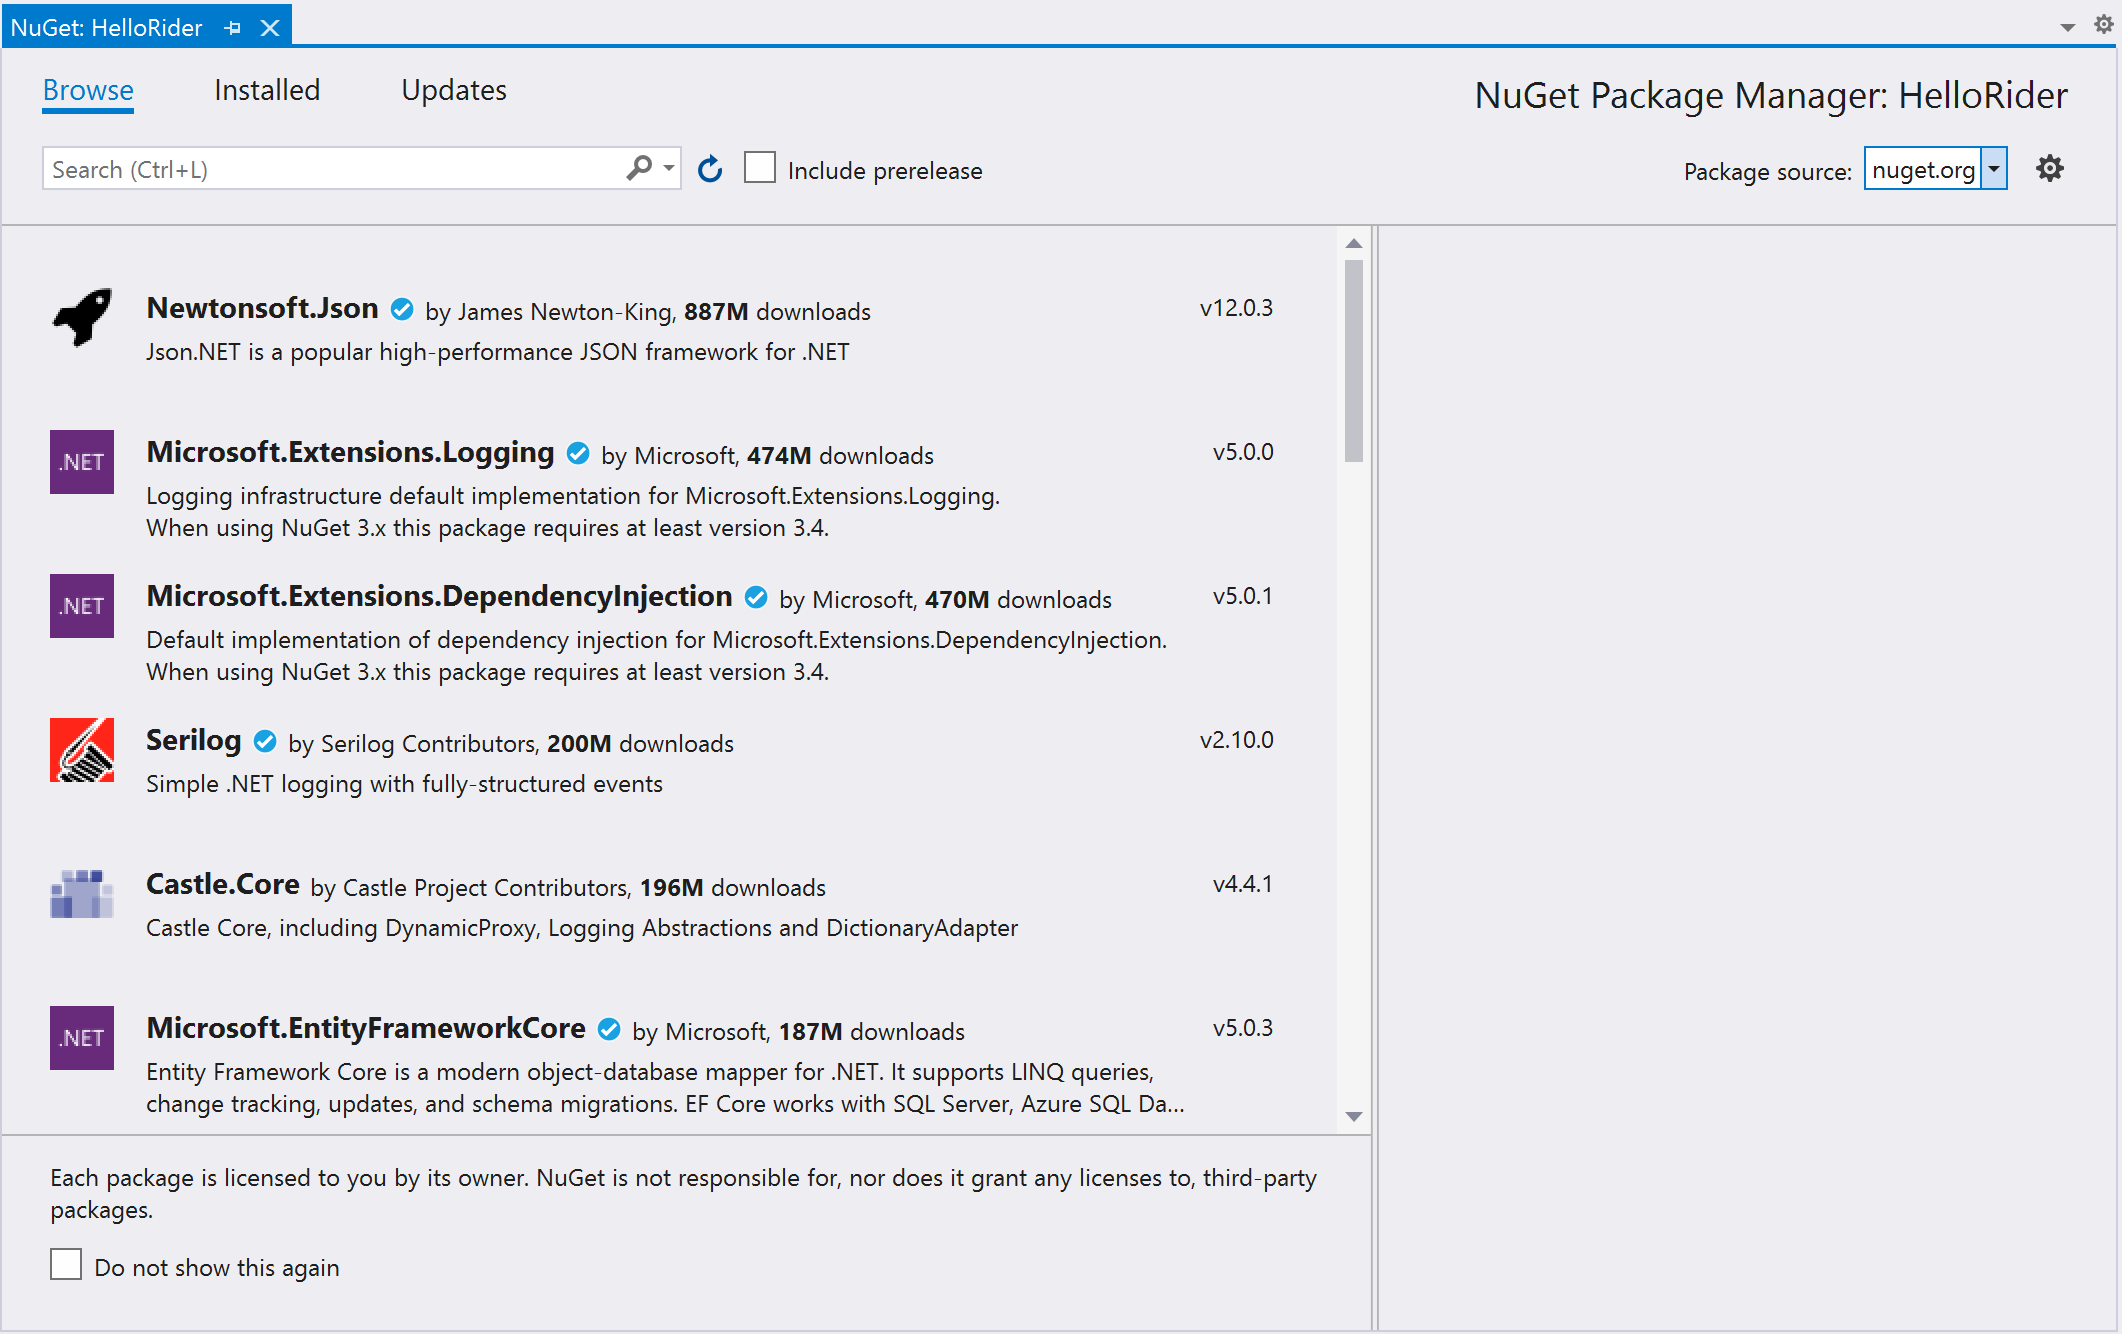 NuGet: HelloRider
Browse Installed Updates
NuGet Package Manager: HelloRider
Search (Ctrl+L)
Include prerelease
Package source: nuget.org
Newtonsoft.Json by James Newton-King, 887M downloads v12.0.3
Json.NET is a popular high-performance JSON framework for .NET
.NET
Microsoft.Extensions.Logging by Microsoft, 474M downloads v5.0.0
Logging infrastructure default implementation for Microsoft.Extensions.Logging.
When using NuGet 3.x this package requires at least version 3.4.
.NET
Microsoft.Extensions.DependencyInjection by Microsoft, 470M downloads v5.0.1
Default implementation of dependency injection for Microsoft.Extensions.DependencyInjection.
When using NuGet 3.x this package requires at least version 3.4.
Serilog by Serilog Contributors, 200M downloads v2.10.0
Simple .NET logging with fully-structured events
Castle.Core by Castle Project Contributors, 196M downloads v4.4.1
Castle Core, including DynamicProxy, Logging Abstractions and DictionaryAdapter
.NET
Microsoft.EntityFrameworkCore by Microsoft, 187M downloads v5.0.3
Entity Framework Core is a modern object-database mapper for .NET. It supports LINQ queries,
change tracking, updates, and schema migrations. EF Core works with SQL Server, Azure SQL Da...
Each package is licensed to you by its owner. NuGet is not responsible for, nor does it grant any licenses to, third-party
packages.
Do not show this again